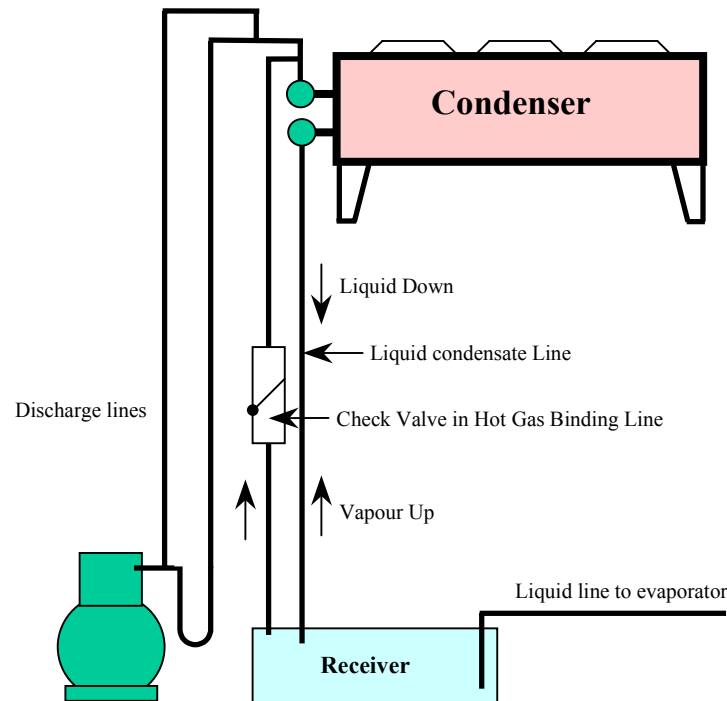 Condenser
Liquid Down
Liquid condensate Line
Discharge lines
Check Valve in Hot Gas Binding Line
Vapour Up
Liquid line to evaporator
Receiver